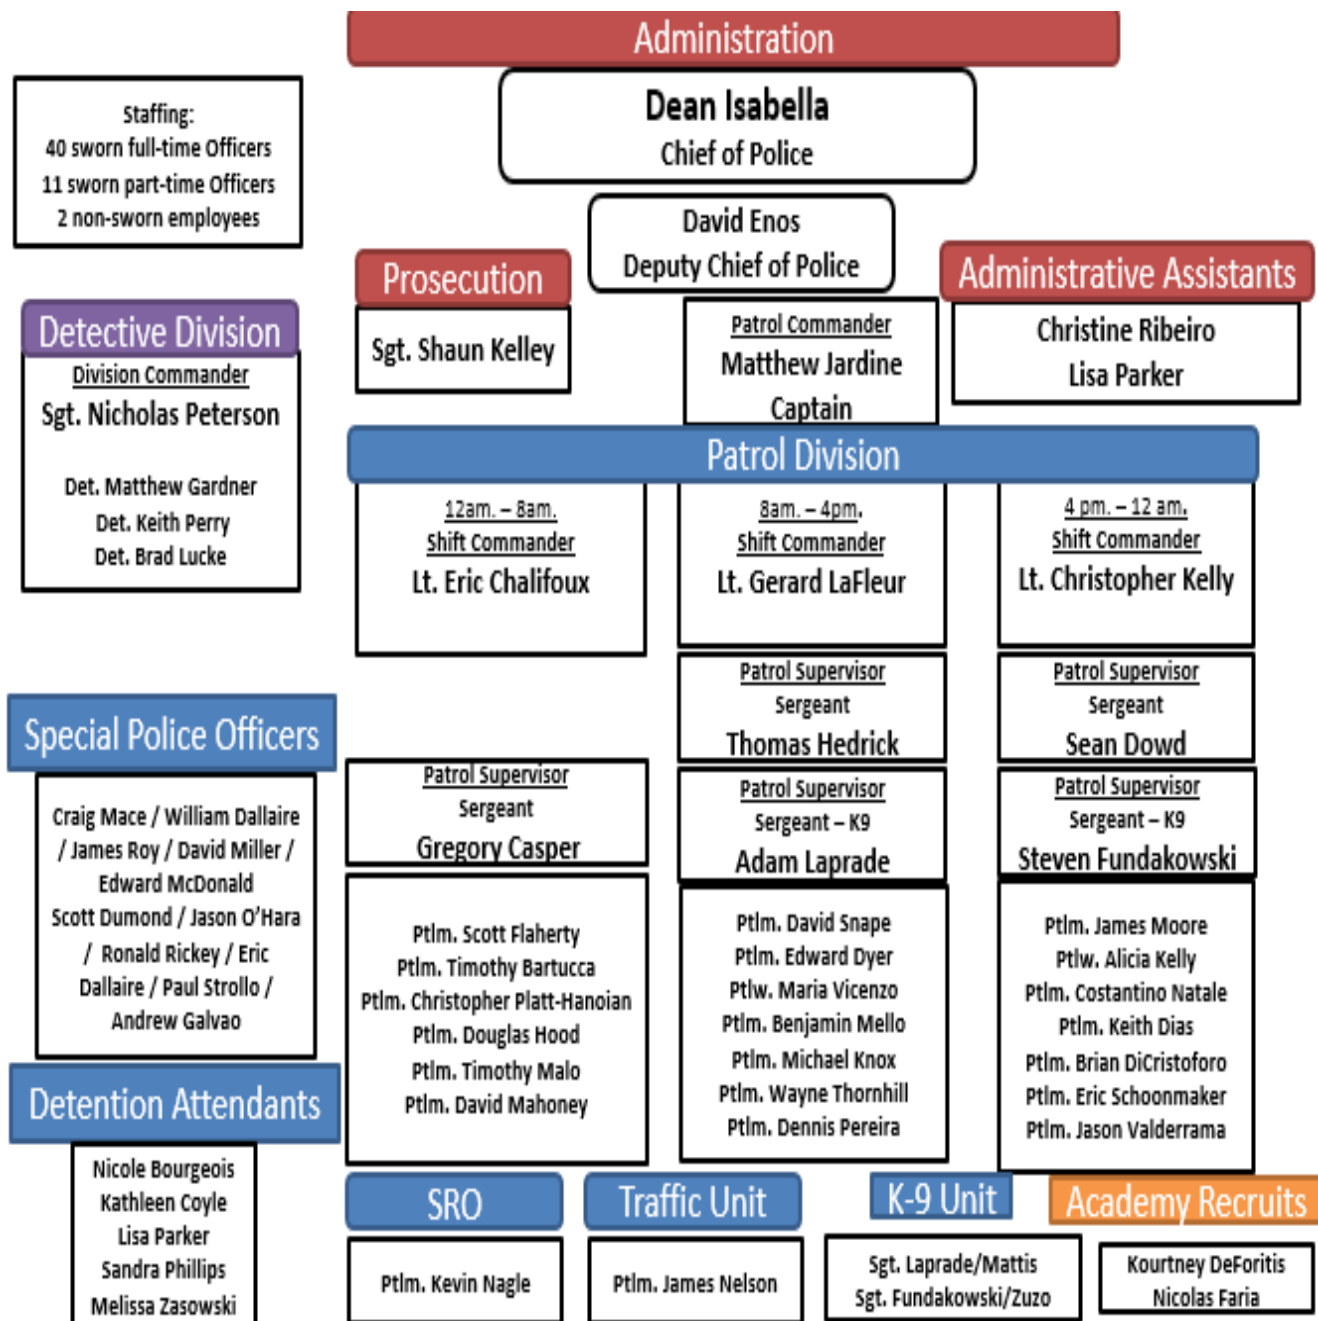 Administration
Dean Isabella
Chief of Police
David Enos
Deputy Chief of Police
Staffing:
40 sworn full-time Officers
11 sworn part-time Officers
2 non-sworn employees
Prosecution
Sgt. Shaun Kelley
Patrol Commander
Matthew Jardine
Captain
Administrative Assistants
Christine Ribeiro
Lisa Parker
Detective Division
Division Commander
Sgt. Nicholas Peterson
Det. Matthew Gardner
Det. Keith Perry
Det. Brad Lucke
Patrol Division
12am. – 8am.
Shift Commander
Lt. Eric Chalifoux
Patrol Supervisor
Sergeant
Gregory Casper
Ptlm. Scott Flaherty
Ptlm. Timothy Bartucca
Ptlm. Christopher Platt-Hanoian
Ptlm. Douglas Hood
Ptlm. Timothy Malo
Ptlm. David Mahoney
8am. – 4pm.
Shift Commander
Lt. Gerard LaFleur
Patrol Supervisor
Sergeant
Thomas Hedrick
Patrol Supervisor
Sergeant – K9
Adam Laprade
Ptlm. David Snape
Ptlm. Edward Dyer
Ptlw. Maria Vicenzo
Ptlm. Benjamin Mello
Ptlm. Michael Knox
Ptlm. Wayne Thornhill
Ptlm. Dennis Pereira
4 pm. – 12 am.
Shift Commander
Lt. Christopher Kelly
Patrol Supervisor
Sergeant
Sean Dowd
Patrol Supervisor
Sergeant – K9
Steven Fundakowski
Ptlm. James Moore
Ptlw. Alicia Kelly
Ptlm. Costantino Natale
Ptlm. Keith Dias
Ptlm. Brian DiCristoforo
Ptlm. Eric Schoonmaker
Ptlm. Jason Valderrama
Special Police Officers
Craig Mace / William Dallaire
/ James Roy / David Miller /
Edward McDonald
Scott Dumond / Jason O’Hara
/ Ronald Rickey / Eric
Dallaire / Paul Strollo /
Andrew Galvao
Detention Attendants
Nicole Bourgeois
Kathleen Coyle
Lisa Parker
Sandra Phillips
Melissa Zasowski
SRO
Ptlm. Kevin Nagle
Traffic Unit
Ptlm. James Nelson
K-9 Unit
Sgt. Laprade/Mattis
Sgt. Fundakowski/Zuzo
Academy Recruits
Kourtney DeForitis
Nicolas Faria